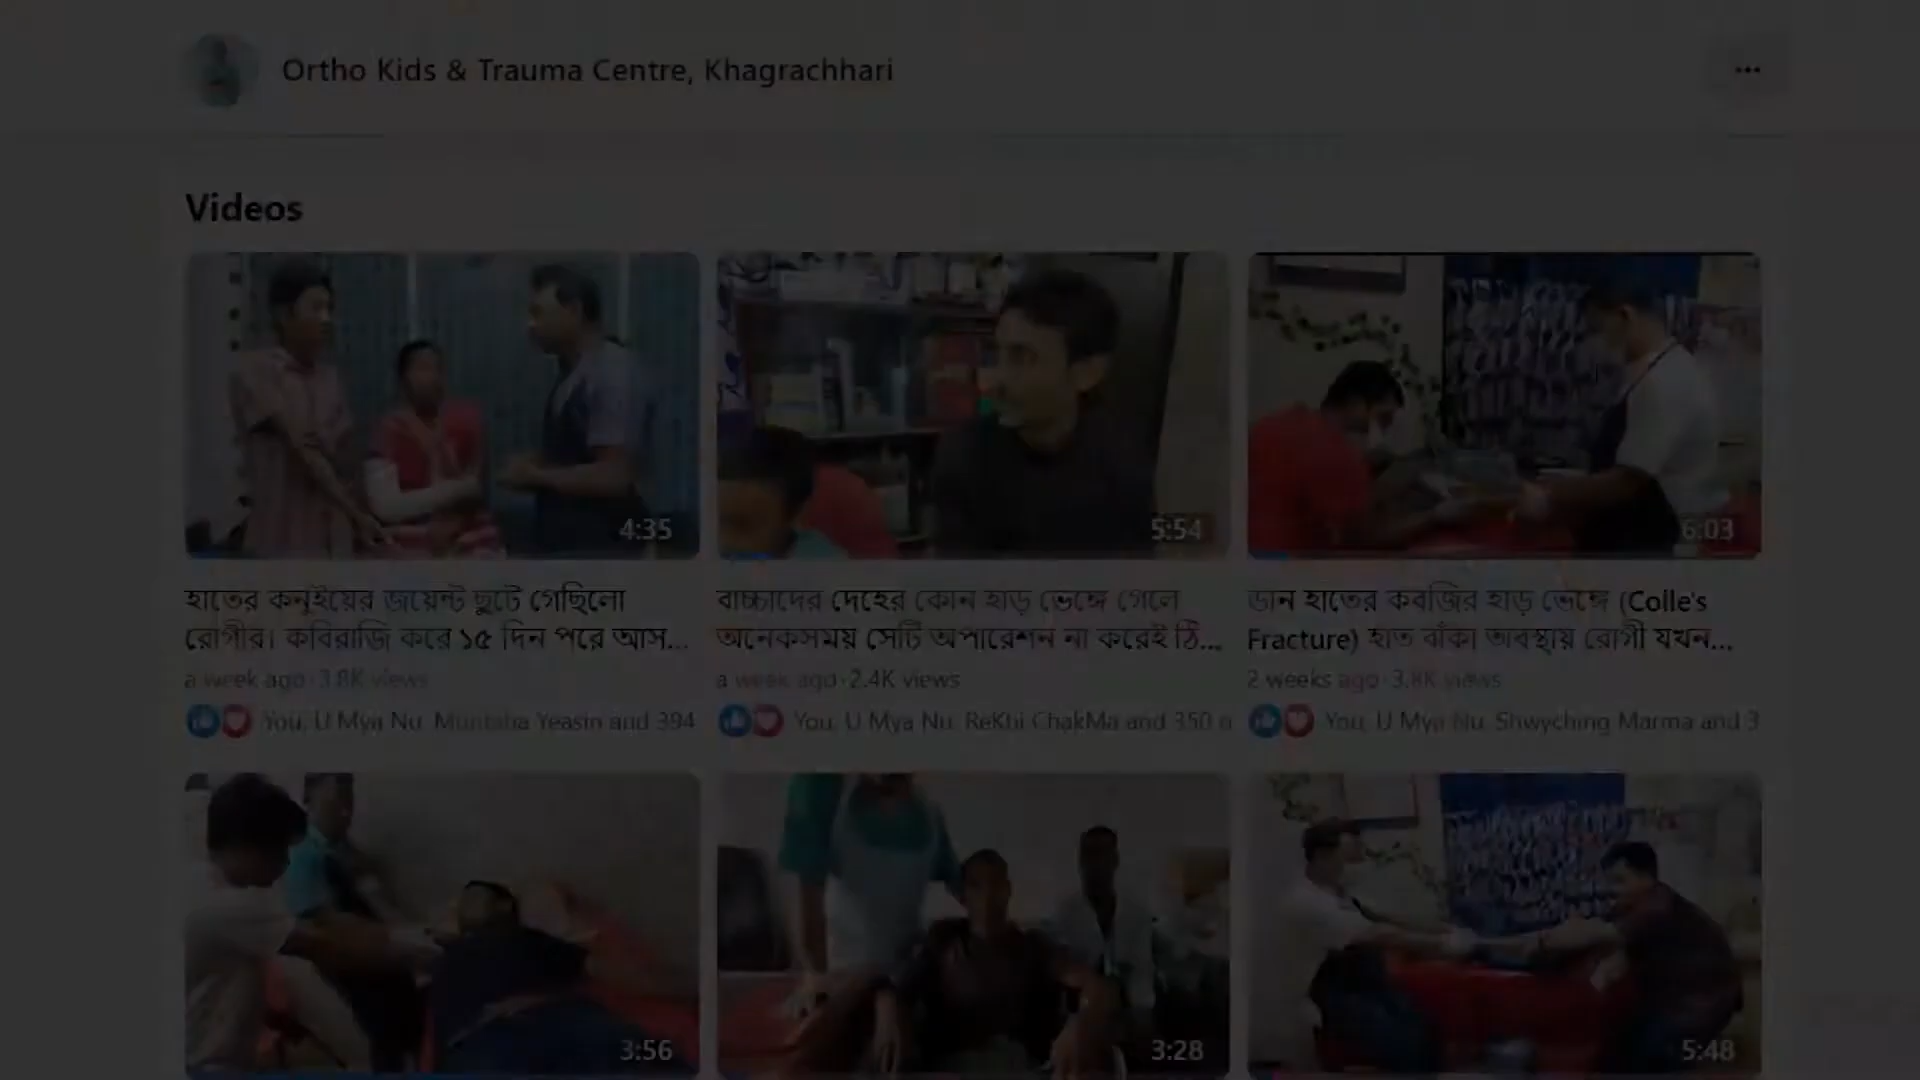 Ortho Kids & Trauma Centre, Khagrachhari
...
Videos
4:35
5:54
6:03
হাতের কনুইয়ের জয়েন্ট ছুটে গেছিলো
রোগীর। কবিরাজি করে ১৫ দিন পরে আস...
বাচ্চাদের দেহের কোন হাড় ভেঙ্গে গেলে
অনেকসময় সেটি অপারেশন না করেই ঠি...
ডান হাতের কবজির হাড় ভেঙ্গে (Colle's
Fracture) হাত বাঁকা অবস্থায় রোগী যখন...
a week ago · 3.8K views
a week ago · 2.4K views
2 weeks ago · 3.8K views
You, U Mya Nu, Muntaha Yeasin and 394
You, U Mya Nu, ReKhi ChakMa and 350 o
You, U Mya Nu, Shwyching Marma and 3
3:56
3:28
5:48